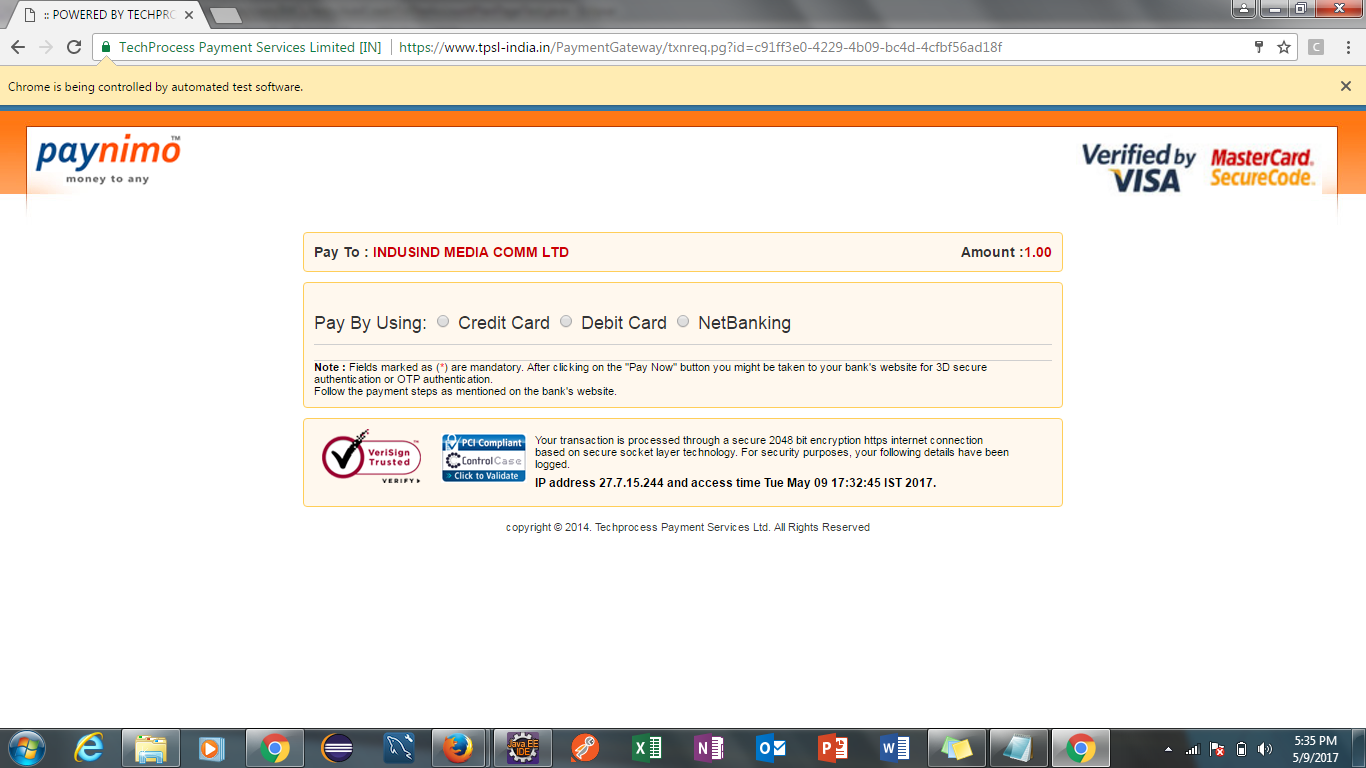 :: POWERED BY TECHPRO
TechProcess Payment Services Limited [IN]
https://www.tpsl-india.in/PaymentGateway/txnreq.pg?id=c91ff3e0-4229-4b09-bc4d-4cfbf56ad18f
C
Chrome is being controlled by automated test software.
paynimo™
money to any
Verified by
VISA
MasterCard.
SecureCode.
Pay To : INDUSIND MEDIA COMM LTD
Amount :1.00
Pay By Using: Credit Card Debit Card NetBanking
Note : Fields marked as (*) are mandatory. After clicking on the "Pay Now" button you might be taken to your bank's website for 3D secure
authentication or OTP authentication.
Follow the payment steps as mentioned on the bank's website.
VeriSign
Trusted
VERIFY
PCI Compliant
ControlCase
Click to Validate
Your transaction is processed through a secure 2048 bit encryption https internet connection
based on secure socket layer technology. For security purposes, your following details have been
logged.
IP address 27.7.15.244 and access time Tue May 09 17:32:45 IST 2017.
copyright © 2014. Techprocess Payment Services Ltd. All Rights Reserved
Java EE
IDE
5:35 PM
5/9/2017